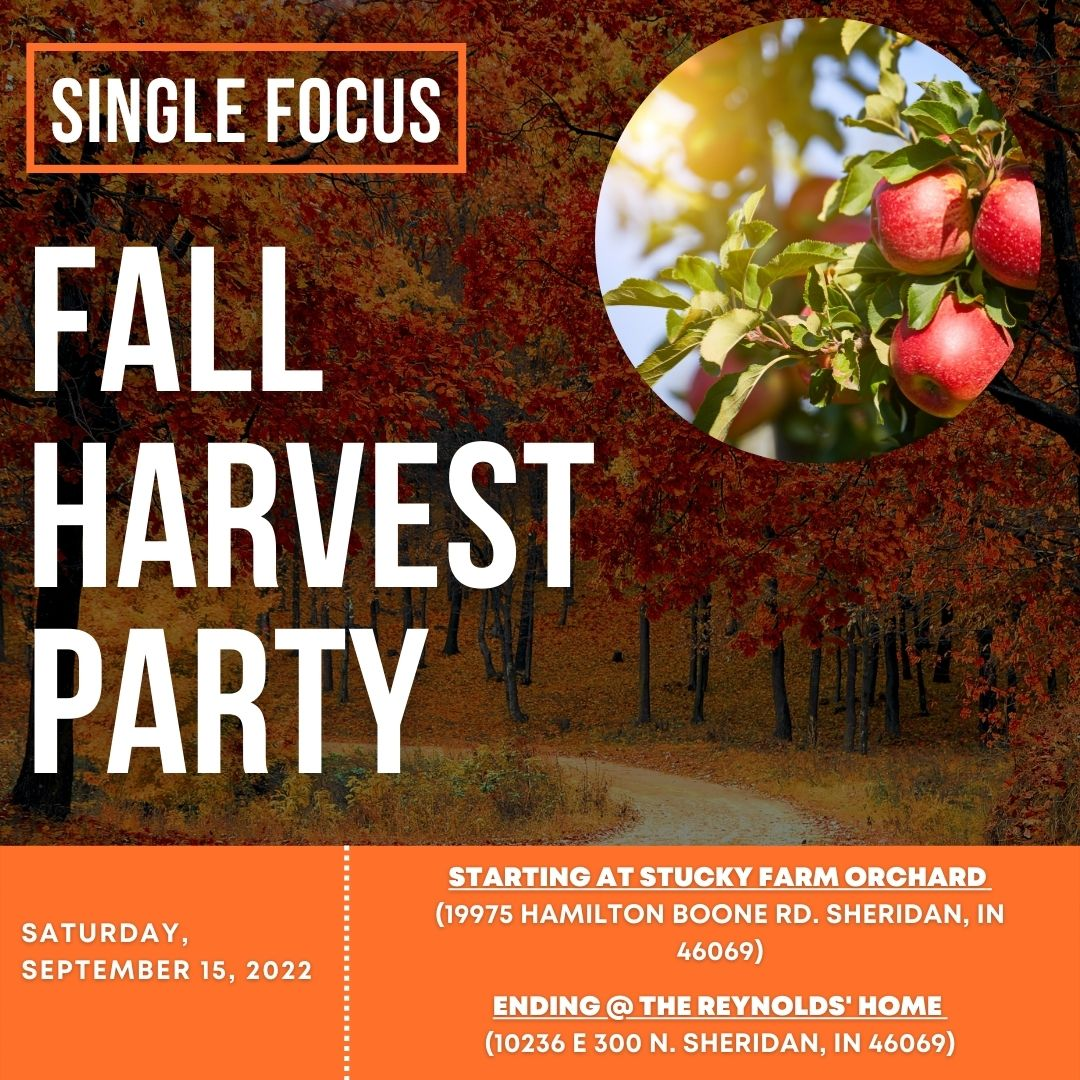 SINGLE FOCUS
FALL
HARVEST
PARTY
SATURDAY,
SEPTEMBER 15, 2022
STARTING AT STUCKY FARM ORCHARD
(19975 HAMILTON BOONE RD. SHERIDAN, IN
46069)
ENDING @ THE REYNOLDS' HOME
(10236 E 300 N. SHERIDAN, IN 46069)